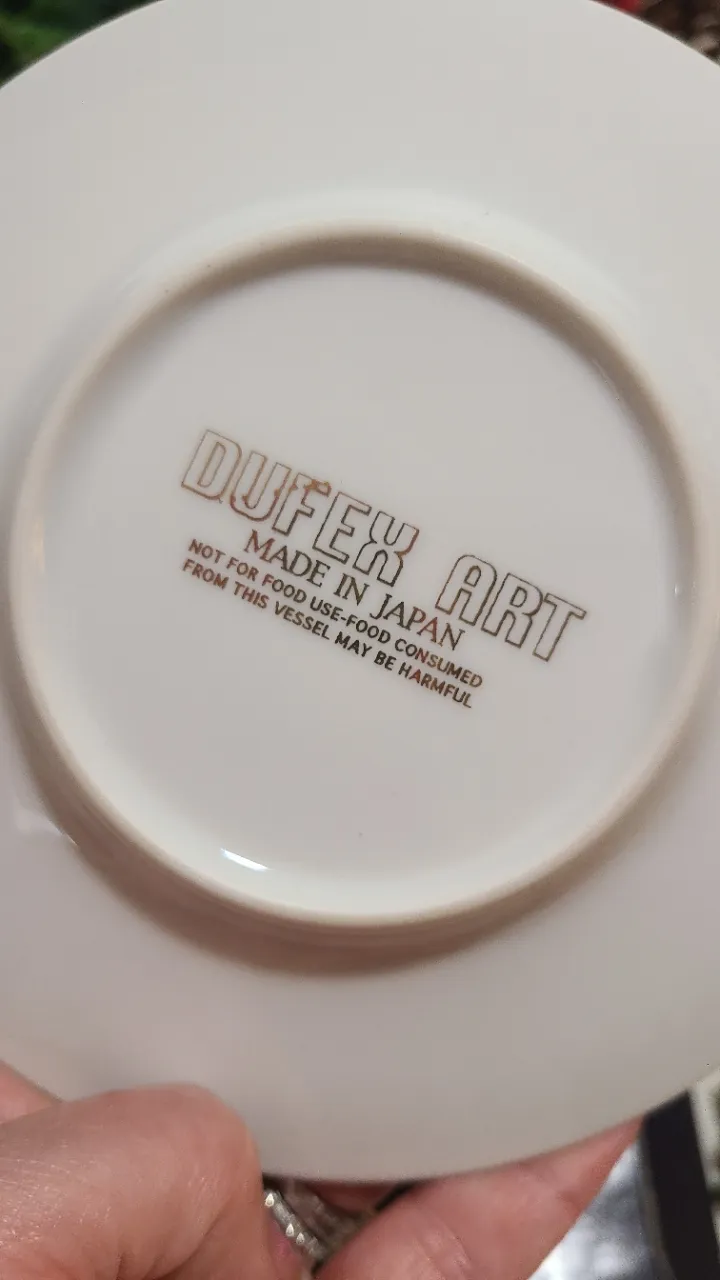 DUFEX ART
MADE IN JAPAN
NOT FOR FOOD USE-FOOD CONSUMED
FROM THIS VESSEL MAY BE HARMFUL